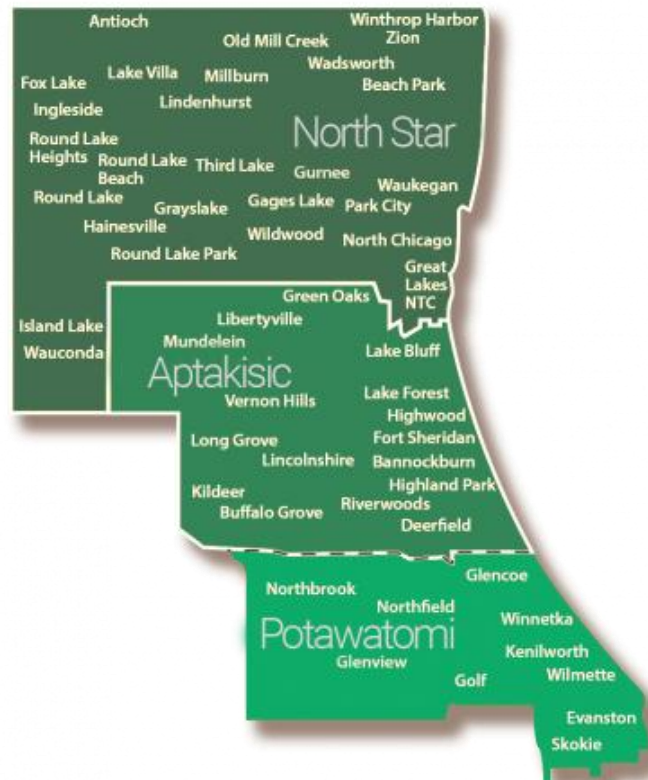 Antioch
Winthrop Harbor
Zion
Old Mill Creek
Wadsworth
Fox Lake
Lake Villa
Millburn
Beach Park
Ingleside
Lindenhurst
North Star
Round Lake
Heights
Round Lake
Beach
Third Lake
Gurnee
Waukegan
Round Lake
Grayslake
Gages Lake
Park City
Hainesville
Wildwood
North Chicago
Round Lake Park
Great
Lakes
NTC
Green Oaks
Island Lake
Wauconda
Libertyville
Mundelein
Lake Bluff
Aptakisic
Vernon Hills
Lake Forest
Highwood
Fort Sheridan
Long Grove
Lincolnshire
Bannockburn
Kildeer
Highland Park
Riverwoods
Buffalo Grove
Deerfield
Glencoe
Northbrook
Northfield
Winnetka
Potawatomi
Kenilworth
Glenview
Wilmette
Golf
Evanston
Skokie